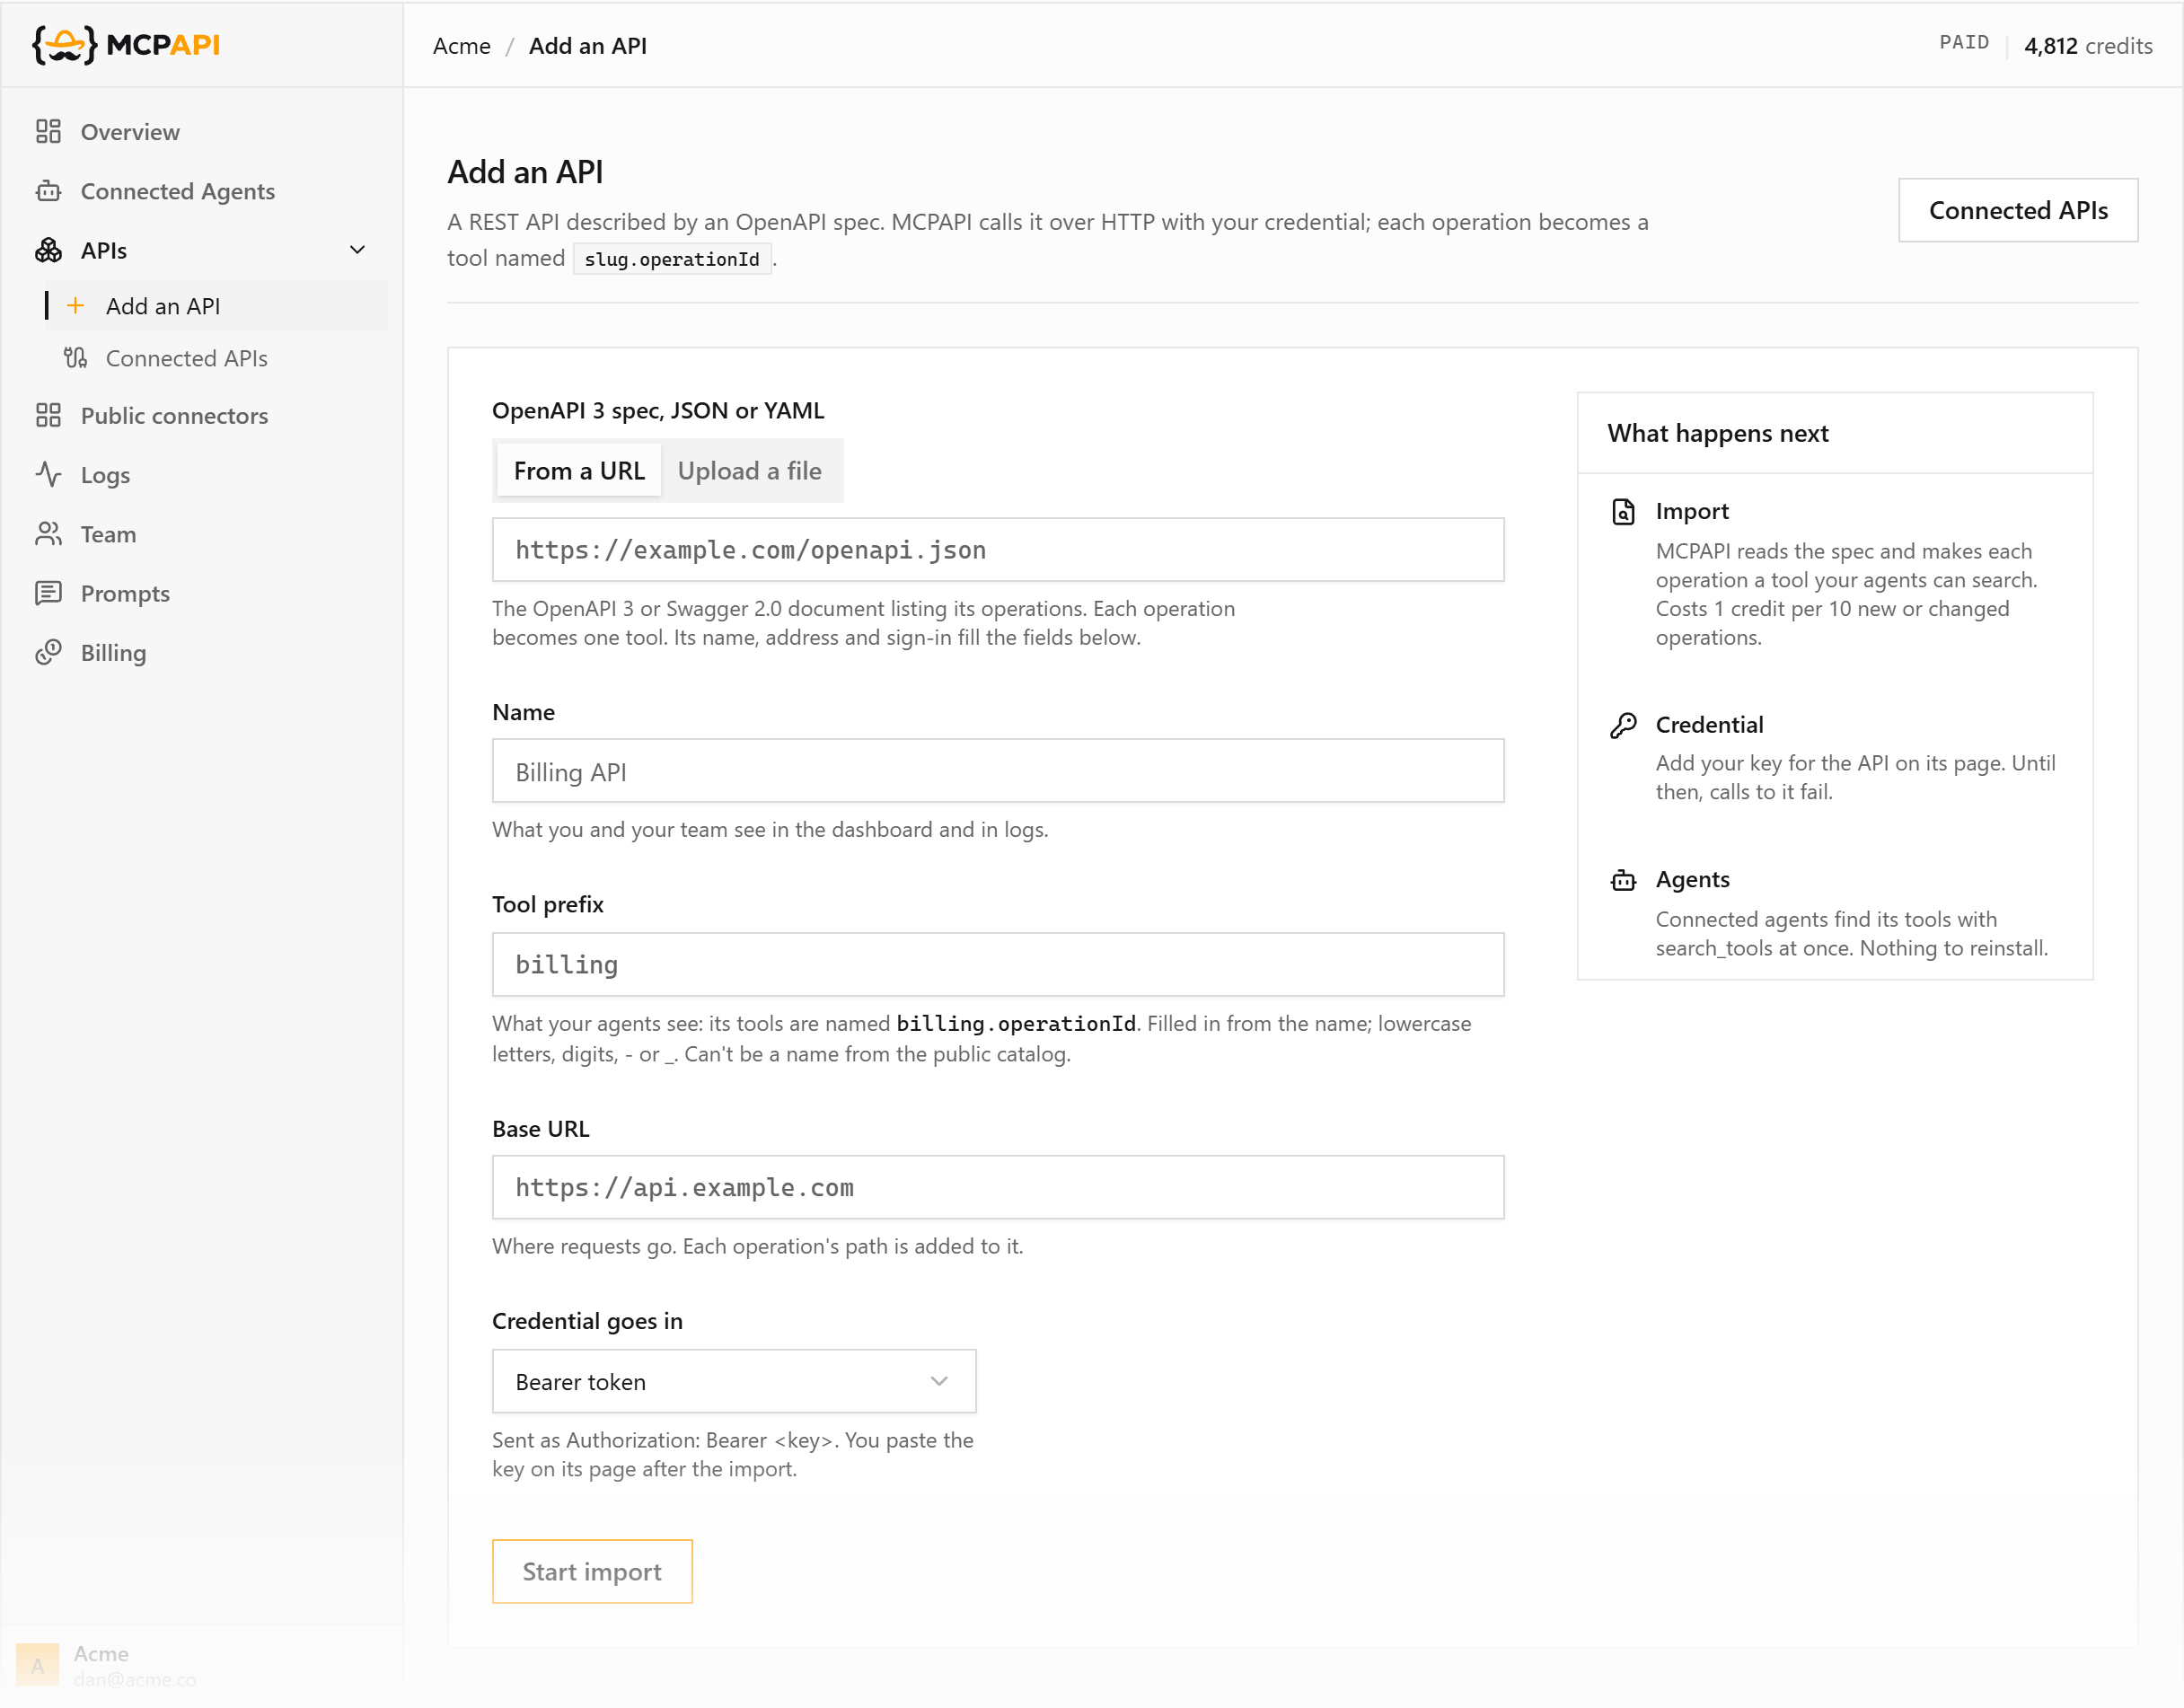 MCPAPI
Acme / Add an API
PAID
4,812 credits
Overview
Connected Agents
APIs
Add an API
Connected APIs
Public connectors
Logs
Team
Prompts
Billing
Add an API
A REST API described by an OpenAPI spec. MCPAPI calls it over HTTP with your credential; each operation becomes a
tool named slug.operationId.
Connected APIs
OpenAPI 3 spec, JSON or YAML
From a URL
Upload a file
https://example.com/openapi.json
The OpenAPI 3 or Swagger 2.0 document listing its operations. Each operation
becomes one tool. Its name, address and sign-in fill the fields below.
Name
Billing API
What you and your team see in the dashboard and in logs.
Tool prefix
billing
What your agents see: its tools are named billing.operationId. Filled in from the name; lowercase
letters, digits, - or _. Can't be a name from the public catalog.
Base URL
https://api.example.com
Where requests go. Each operation's path is added to it.
Credential goes in
Bearer token
Sent as Authorization: Bearer <key>. You paste the
key on its page after the import.
Start import
What happens next
Import
MCPAPI reads the spec and makes each
operation a tool your agents can search.
Costs 1 credit per 10 new or changed
operations.
Credential
Add your key for the API on its page. Until
then, calls to it fail.
Agents
Connected agents find its tools with
search_tools at once. Nothing to reinstall.
A
Acme
dan@acme.co